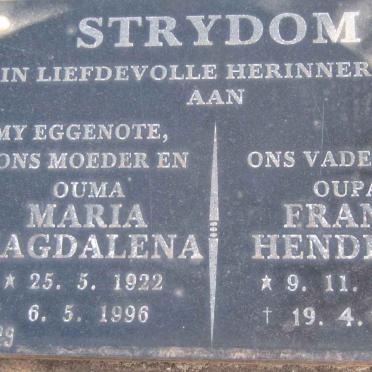 STRYDOM
IN LIEFDEVOLLE HERINNER
AAN
MY EGGENOTE,
ONS MOEDER EN
OUMA
MARIA
AGDALENA
★ 25. 5. 1922
6. 5. 1996
ONS VADE
OUPA
FRAN
HEND
★ 9. 11.
† 19. 4.
29